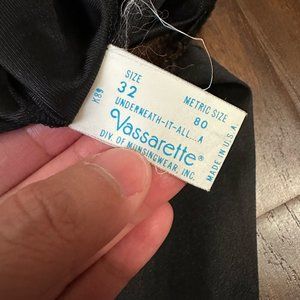 SIZE
32
METRIC SIZE
80
UNDERNEATH-IT-ALL...A
Vassarette®
DIV. OF MUNSINGWEAR, INC.
MADE IN U.S.A.